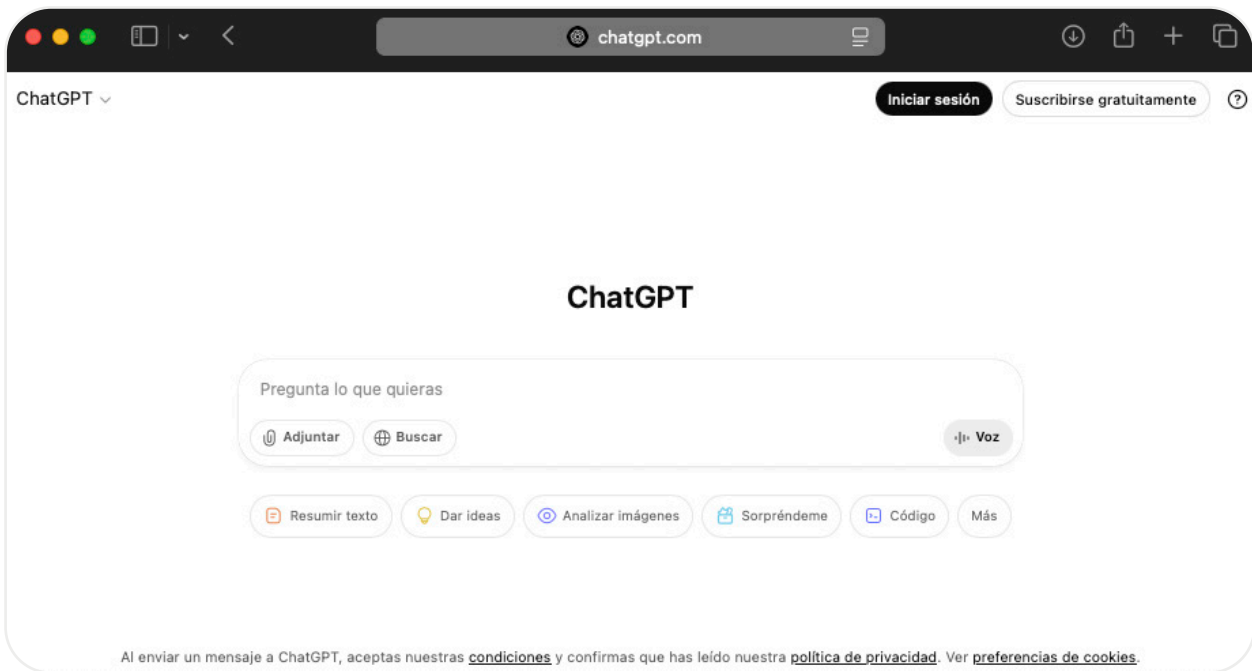 chatgpt.com
ChatGPT
Iniciar sesión
Suscribirse gratuitamente
?
ChatGPT
Pregunta lo que quieras
Adjuntar
Buscar
Voz
Resumir texto
Dar ideas
Analizar imágenes
Sorpréndeme
Código
Más
Al enviar un mensaje a ChatGPT, aceptas nuestras condiciones y confirmas que has leído nuestra política de privacidad. Ver preferencias de cookies.